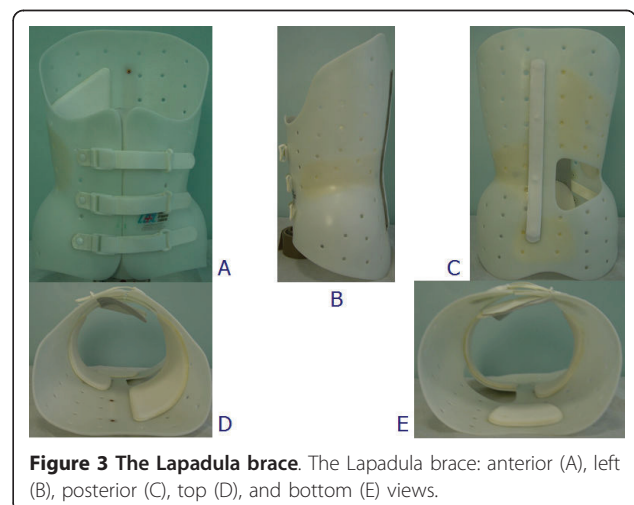 A
B
C
D
E
Figure 3 The Lapadula brace. The Lapadula brace: anterior (A), left
(B), posterior (C), top (D), and bottom (E) views.